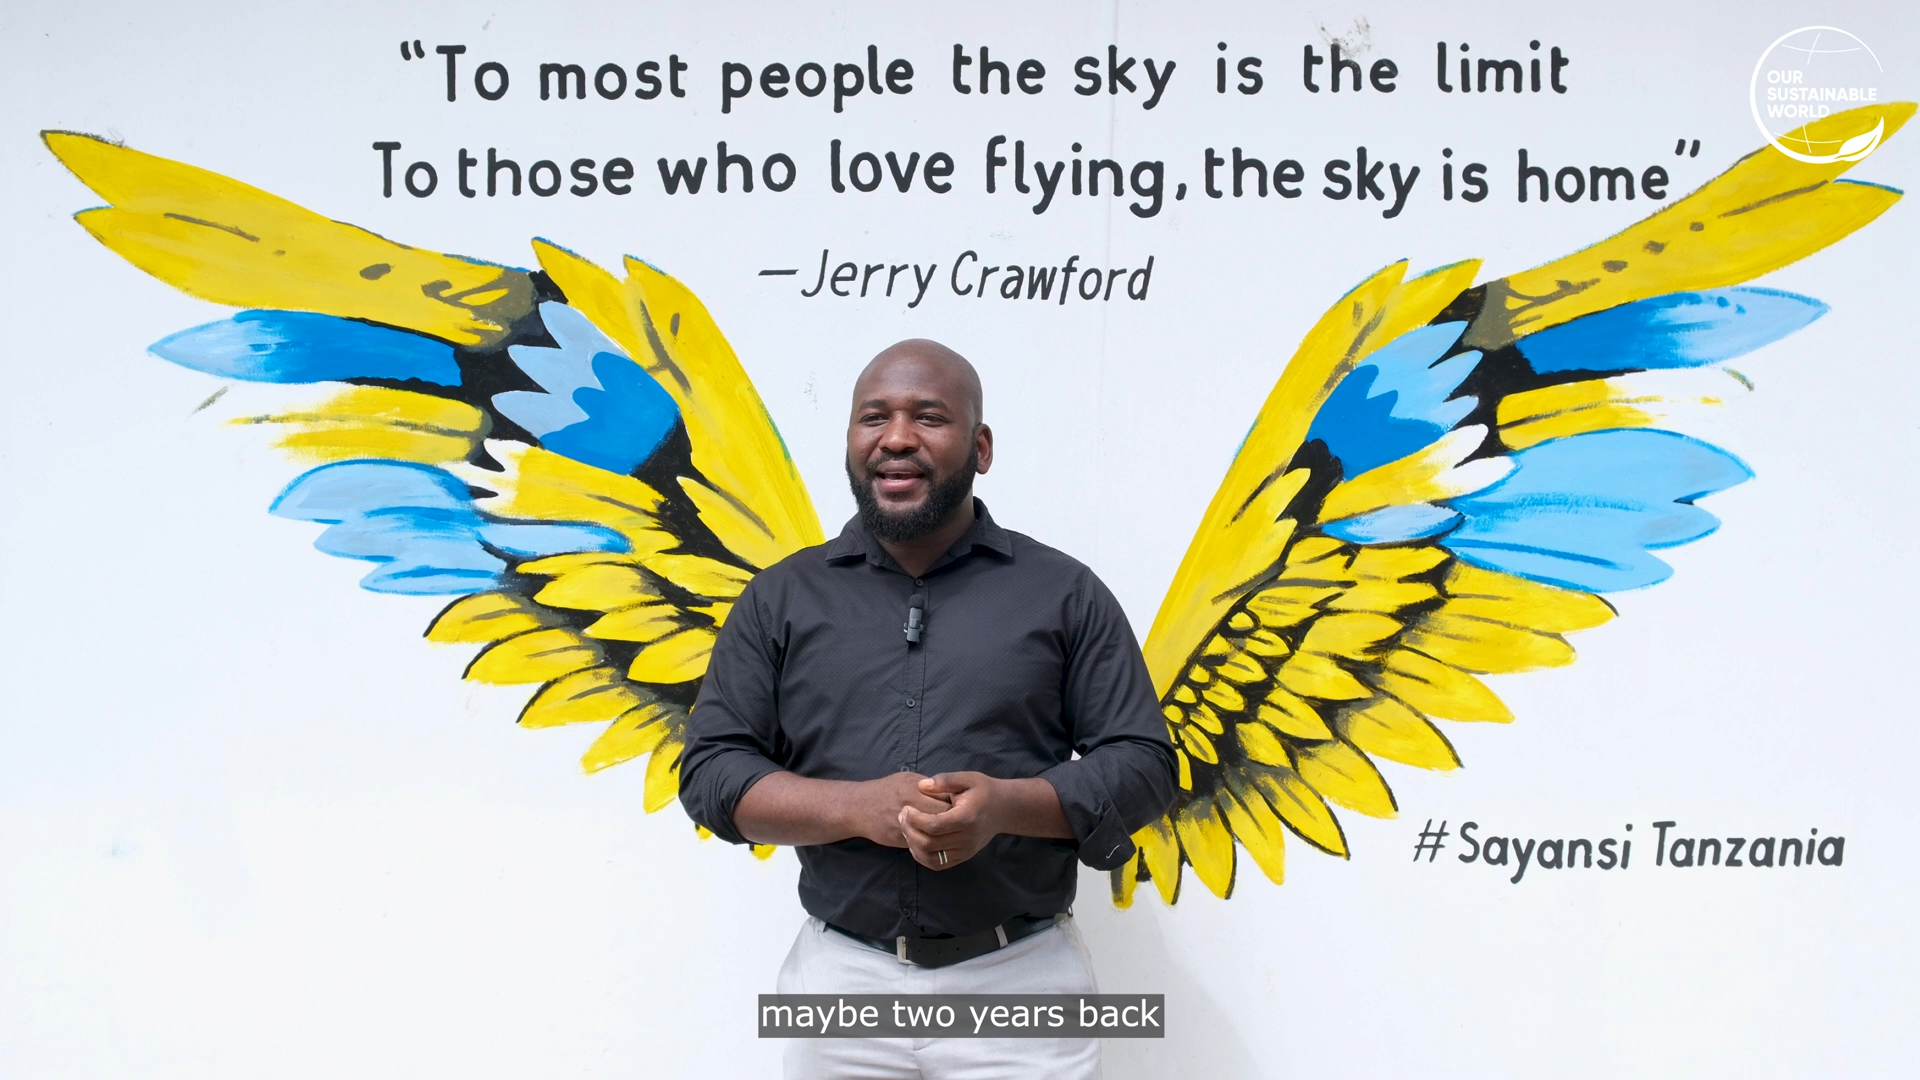 “To most people the sky is the limit
To those who love flying, the sky is home”
—Jerry Crawford
OUR
SUSTAINABLE
WORLD
#Sayansi Tanzania
maybe two years back